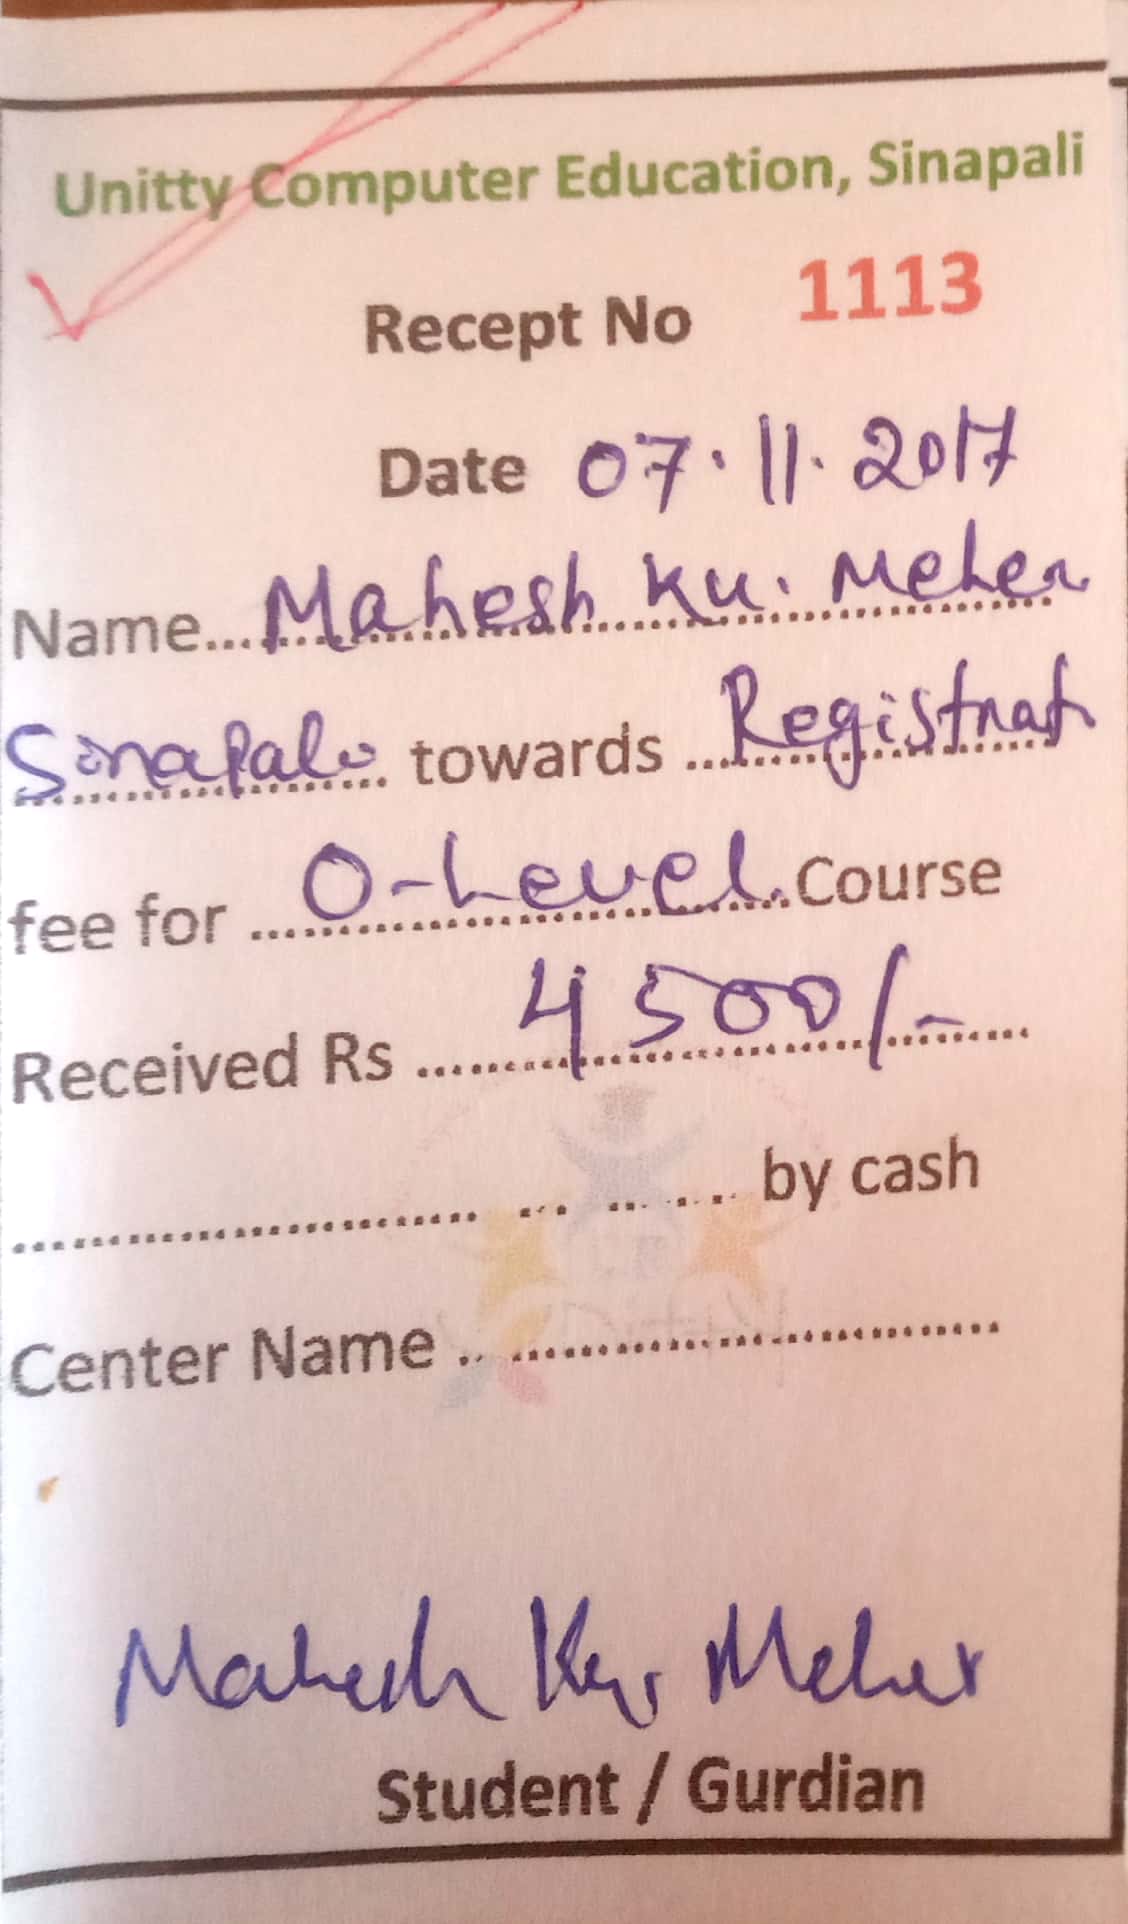 Unitty Computer Education, Sinapali
Recept No 1113
Date 07.11.2017
Name...Mahesh Ku. Meher
Sinapali towards ...Registrat
fee for ...O-Level...Course
Received Rs ...4500/-...
... by cash
Center Name ...
Mahesh Kr Meher
Student / Gurdian